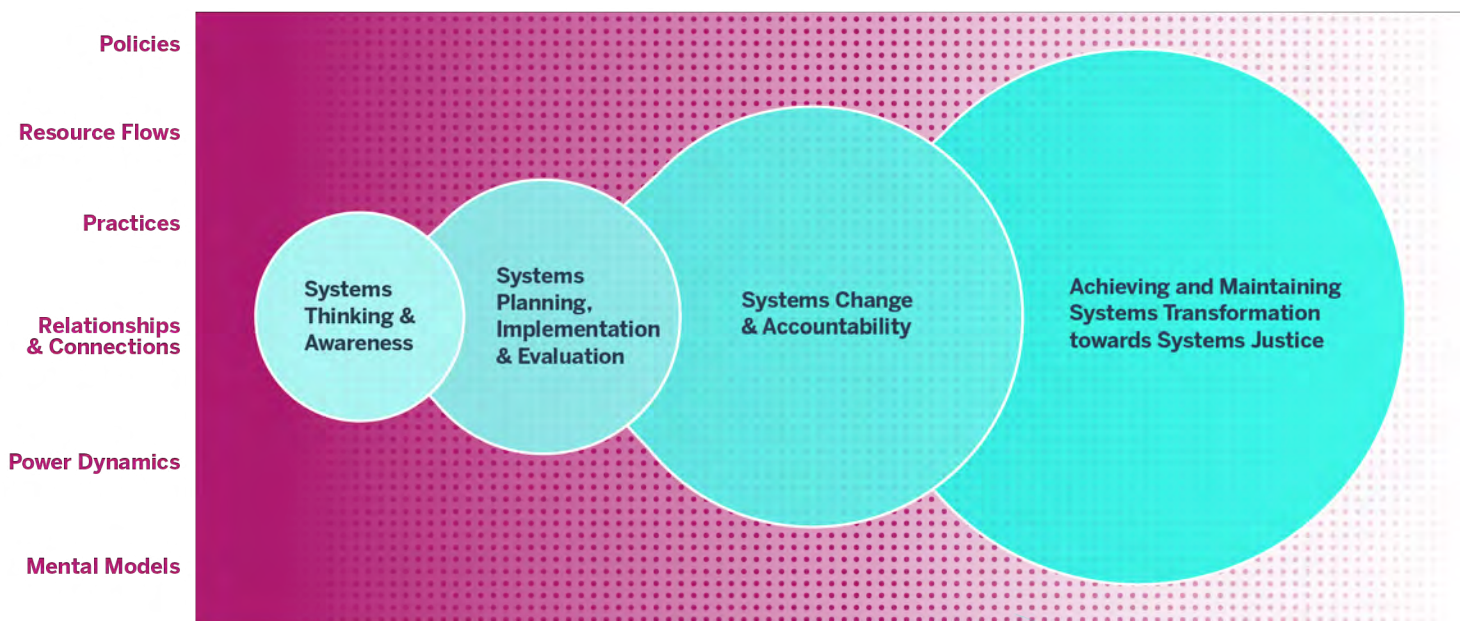 Policies
Resource Flows
Practices
Relationships
& Connections
Power Dynamics
Mental Models
Systems
Thinking &
Awareness
Systems
Planning,
Implementation
& Evaluation
Systems Change
& Accountability
Achieving and Maintaining
Systems Transformation
towards Systems Justice